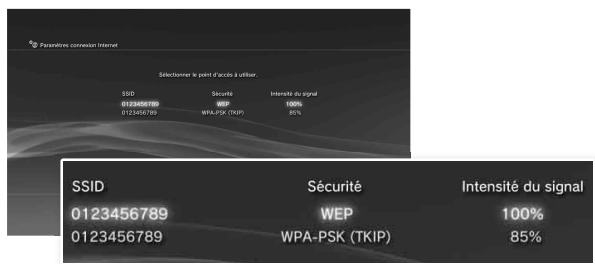 Paramètres connexion Internet
Sélectionner le point d'accès à utiliser.
SSID Sécurité Intensité du signal
0123456789 WEP 100%
0123456789 WPA-PSK (TKIP) 85%
SSID Sécurité Intensité du signal
0123456789 WEP 100%
0123456789 WPA-PSK (TKIP) 85%